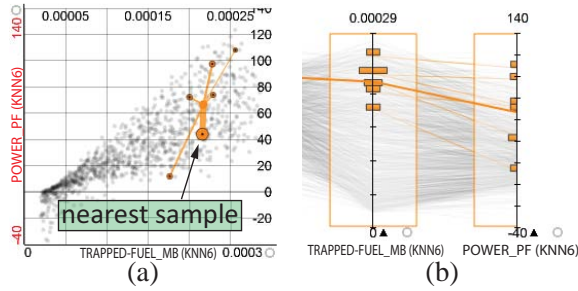 0.00005 0.00015 0.00025
140
120
100
80
60
40
20
0
-20
140
POWER_PF (KNN6)
-40
nearest sample
0 TRAPPED-FUEL_MB (KNN6) 0.0003
(a)
0.00029 140
0 -40
TRAPPED-FUEL_MB (KNN6) POWER_PF (KNN6)
(b)